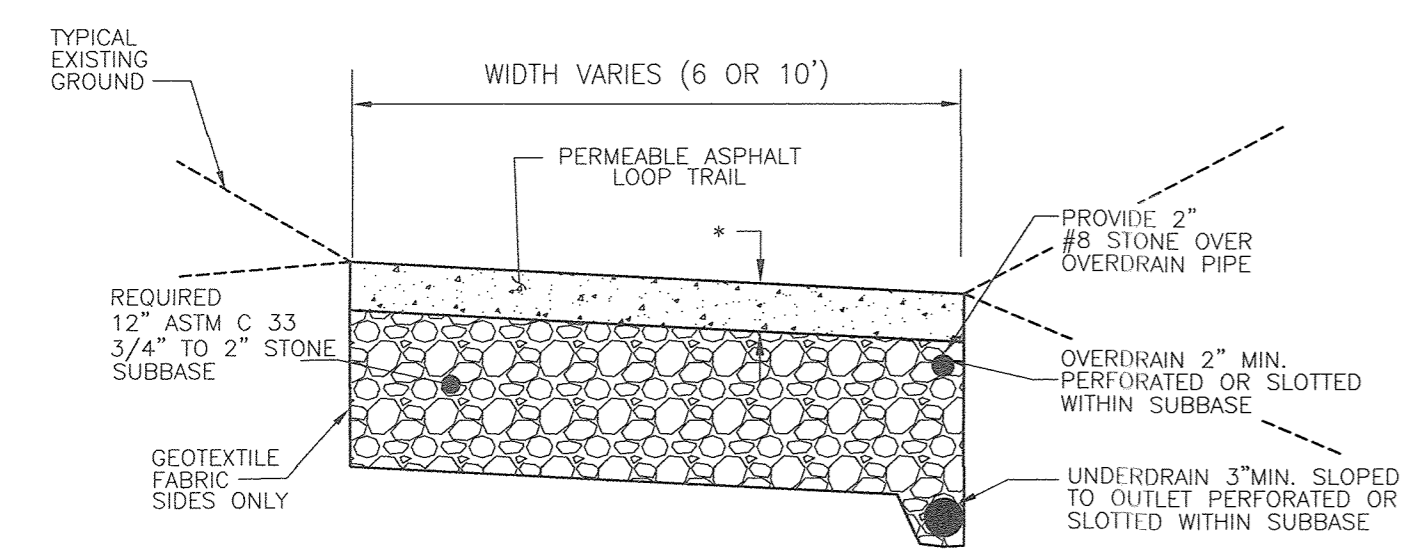 TYPICAL
EXISTING
GROUND
WIDTH VARIES (6 OR 10')
PERMEABLE ASPHALT
LOOP TRAIL
*
PROVIDE 2"
#8 STONE OVER
OVERDRAIN PIPE
REQUIRED
12" ASTM C 33
3/4" TO 2" STONE
SUBBASE
OVERDRAIN 2" MIN.
PERFORATED OR SLOTTED
WITHIN SUBBASE
GEOTEXTILE
FABRIC
SIDES ONLY
UNDERDRAIN 3"MIN. SLOPED
TO OUTLET PERFORATED OR
SLOTTED WITHIN SUBBASE